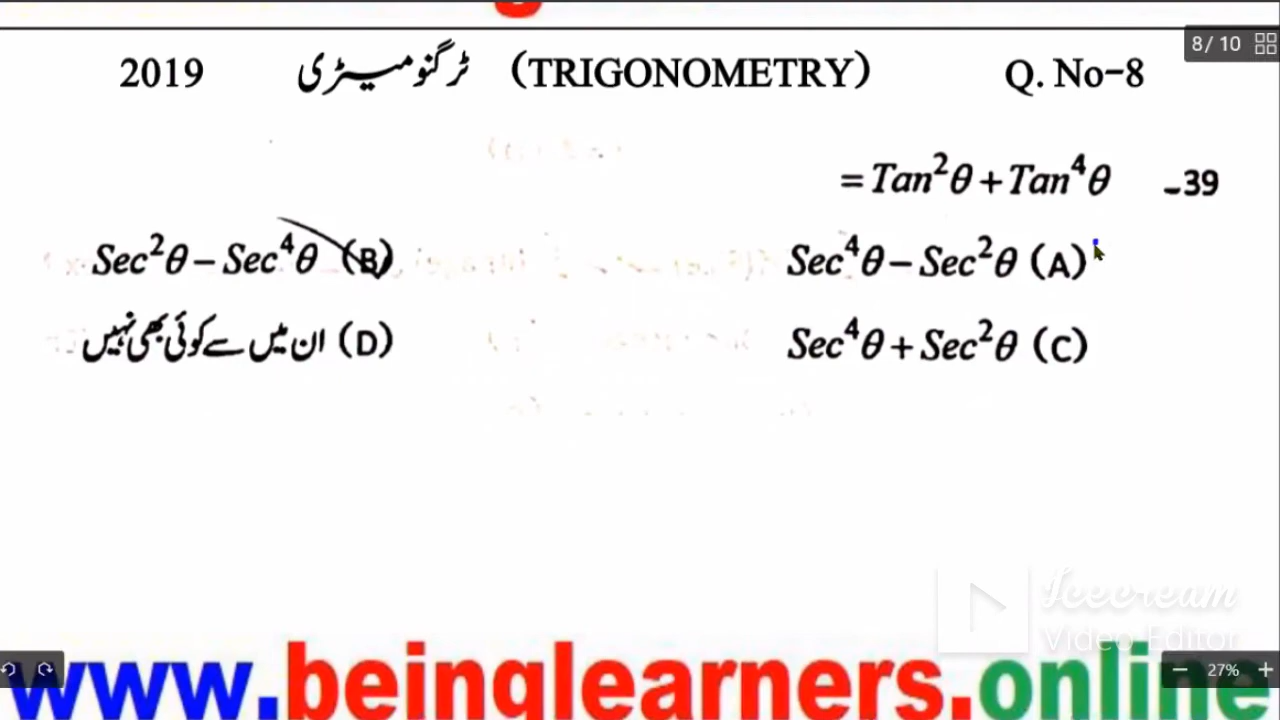 8 / 10
2019 ٹرگنومیٹری (TRIGONOMETRY) Q. No-8
= Tan²θ + Tan⁴θ -39
Sec²θ – Sec⁴θ (B) Sec⁴θ – Sec²θ (A)
ان میں سے کوئی بھی نہیں (D) Sec⁴θ + Sec²θ (C)
Icecream
Video Editor
www.beinglearners.online
27%